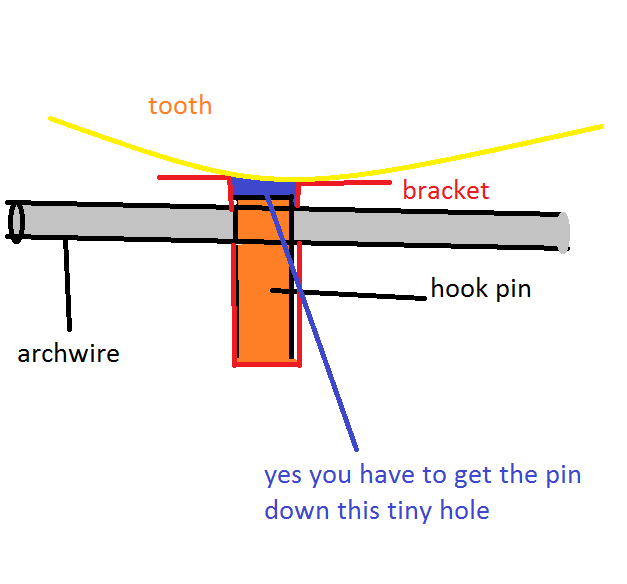 tooth
bracket
hook pin
archwire
yes you have to get the pin
down this tiny hole